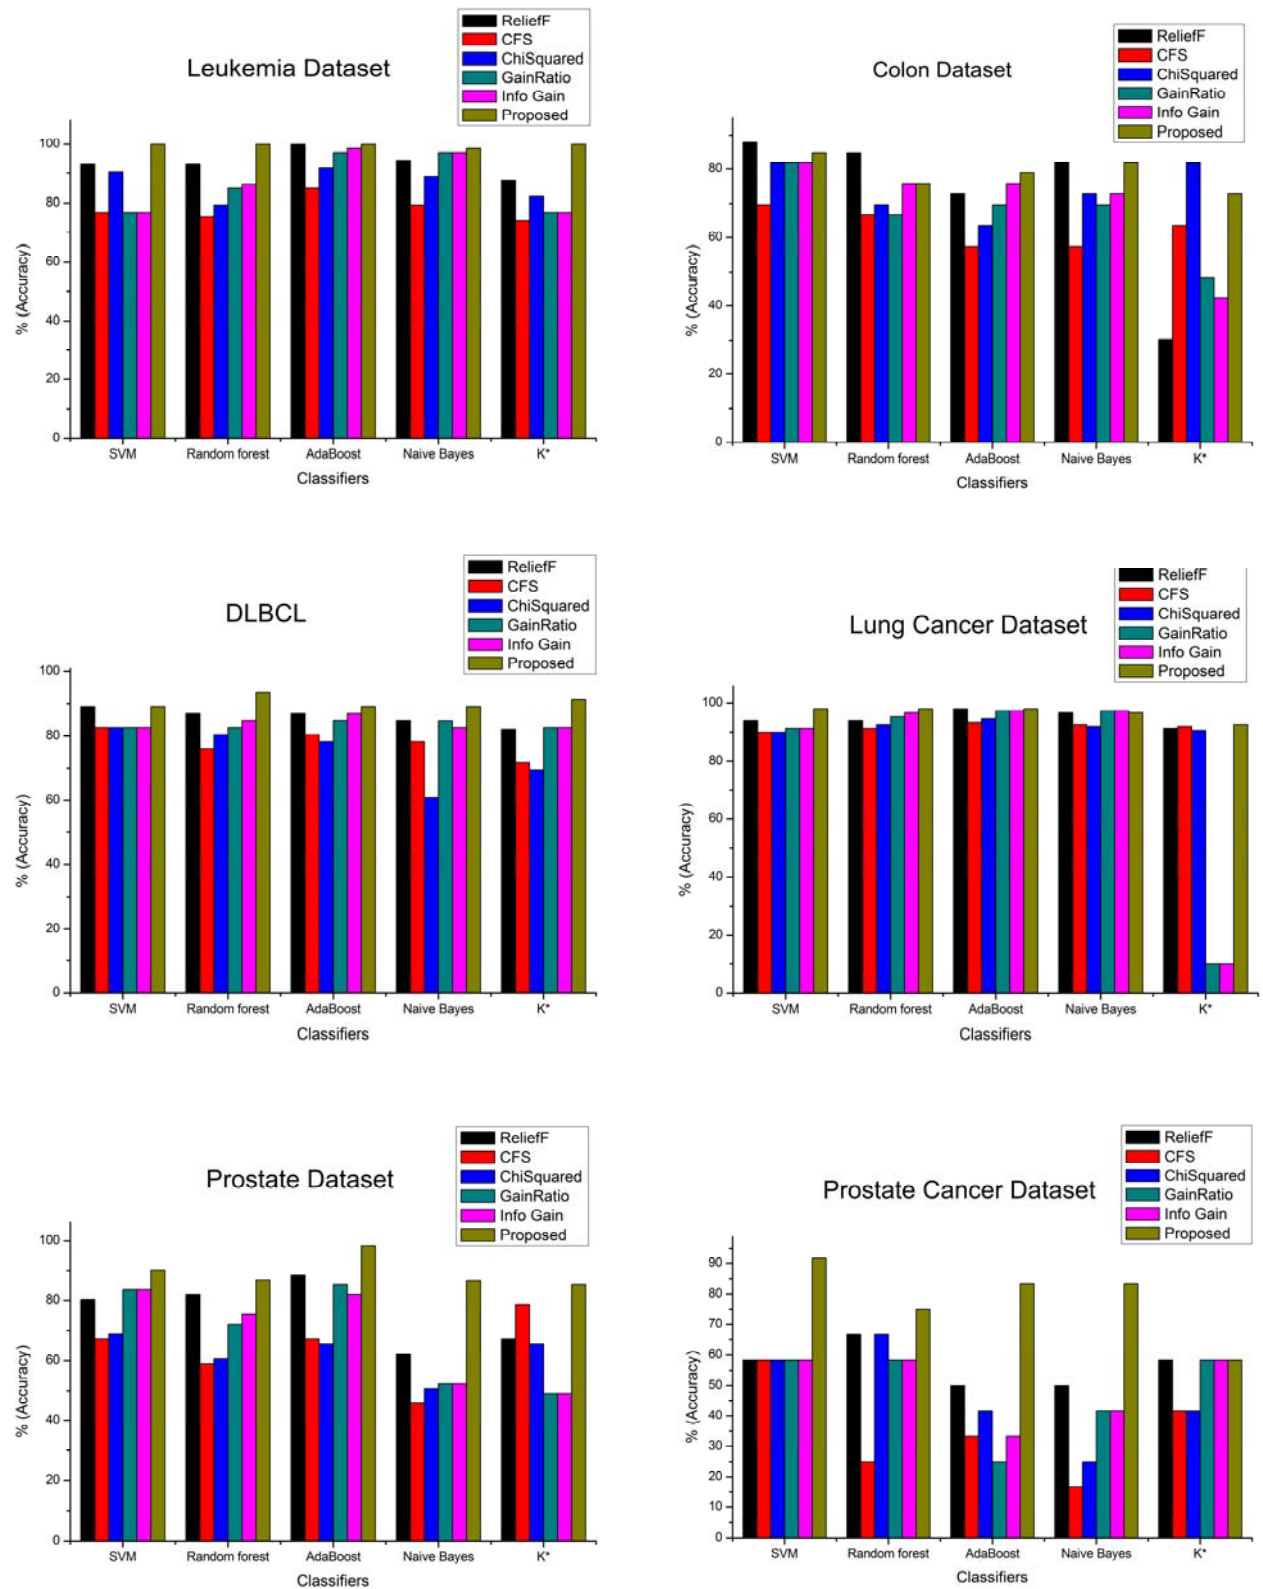 Leukemia Dataset
ReliefF
CFS
ChiSquared
GainRatio
Info Gain
Proposed
100
80
60
40
20
0
% (Accuracy)
SVM Random forest AdaBoost Naive Bayes K*
Classifiers
Colon Dataset
ReliefF
CFS
ChiSquared
GainRatio
Info Gain
Proposed
80
60
40
20
0
% (Accuracy)
SVM Random forest AdaBoost Naive Bayes K*
Classifiers
DLBCL
ReliefF
CFS
ChiSquared
GainRatio
Info Gain
Proposed
100
80
60
40
20
0
% (Accuracy)
SVM Random forest AdaBoost Naive Bayes K*
Classifiers
Lung Cancer Dataset
ReliefF
CFS
ChiSquared
GainRatio
Info Gain
Proposed
100
80
60
40
20
0
% (Accuracy)
SVM Random forest AdaBoost Naive Bayes K*
Classifiers
Prostate Dataset
ReliefF
CFS
ChiSquared
GainRatio
Info Gain
Proposed
100
80
60
40
20
0
% (Accuracy)
SVM Random forest AdaBoost Naive Bayes K*
Classifiers
Prostate Cancer Dataset
ReliefF
CFS
ChiSquared
GainRatio
Info Gain
Proposed
90
80
70
60
50
40
30
20
10
0
% (Accuracy)
SVM Random forest AdaBoost Naive Bayes K*
Classifiers